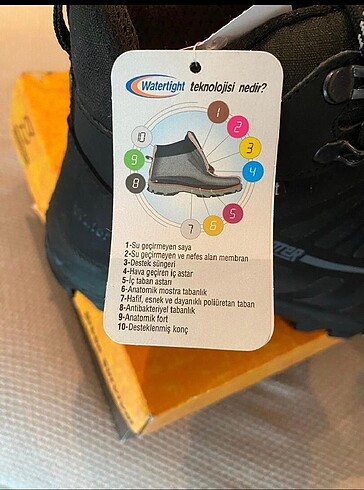 Watertight teknolojisi nedir?
1
2
3
4
5
6
7
8
9
10
1-Su geçirmeyen saya
2-Su geçirmeyen ve nefes alan membran
3-Destek süngeri
4-Hava geçiren iç astar
5-İç taban astarı
6-Anatomik mostra tabanlık
7-Hafif, esnek ve dayanıklı poliüretan taban
8-Antibakteriyel tabanlık
9-Anatomik fort
10-Desteklenmiş konç